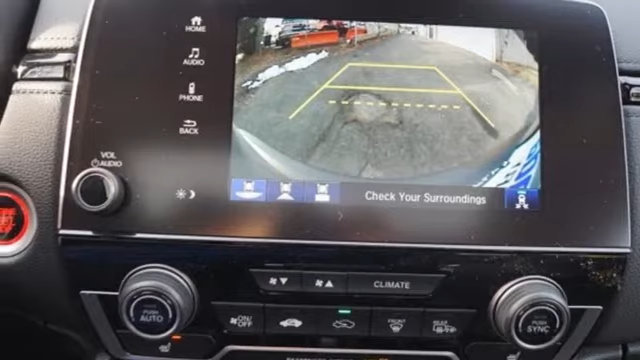 HOME
AUDIO
PHONE
BACK
VOL
AUDIO
Check Your Surroundings
CLIMATE
PUSH
AUTO
ON/OFF
FRONT
REAR
PUSH
SYNC